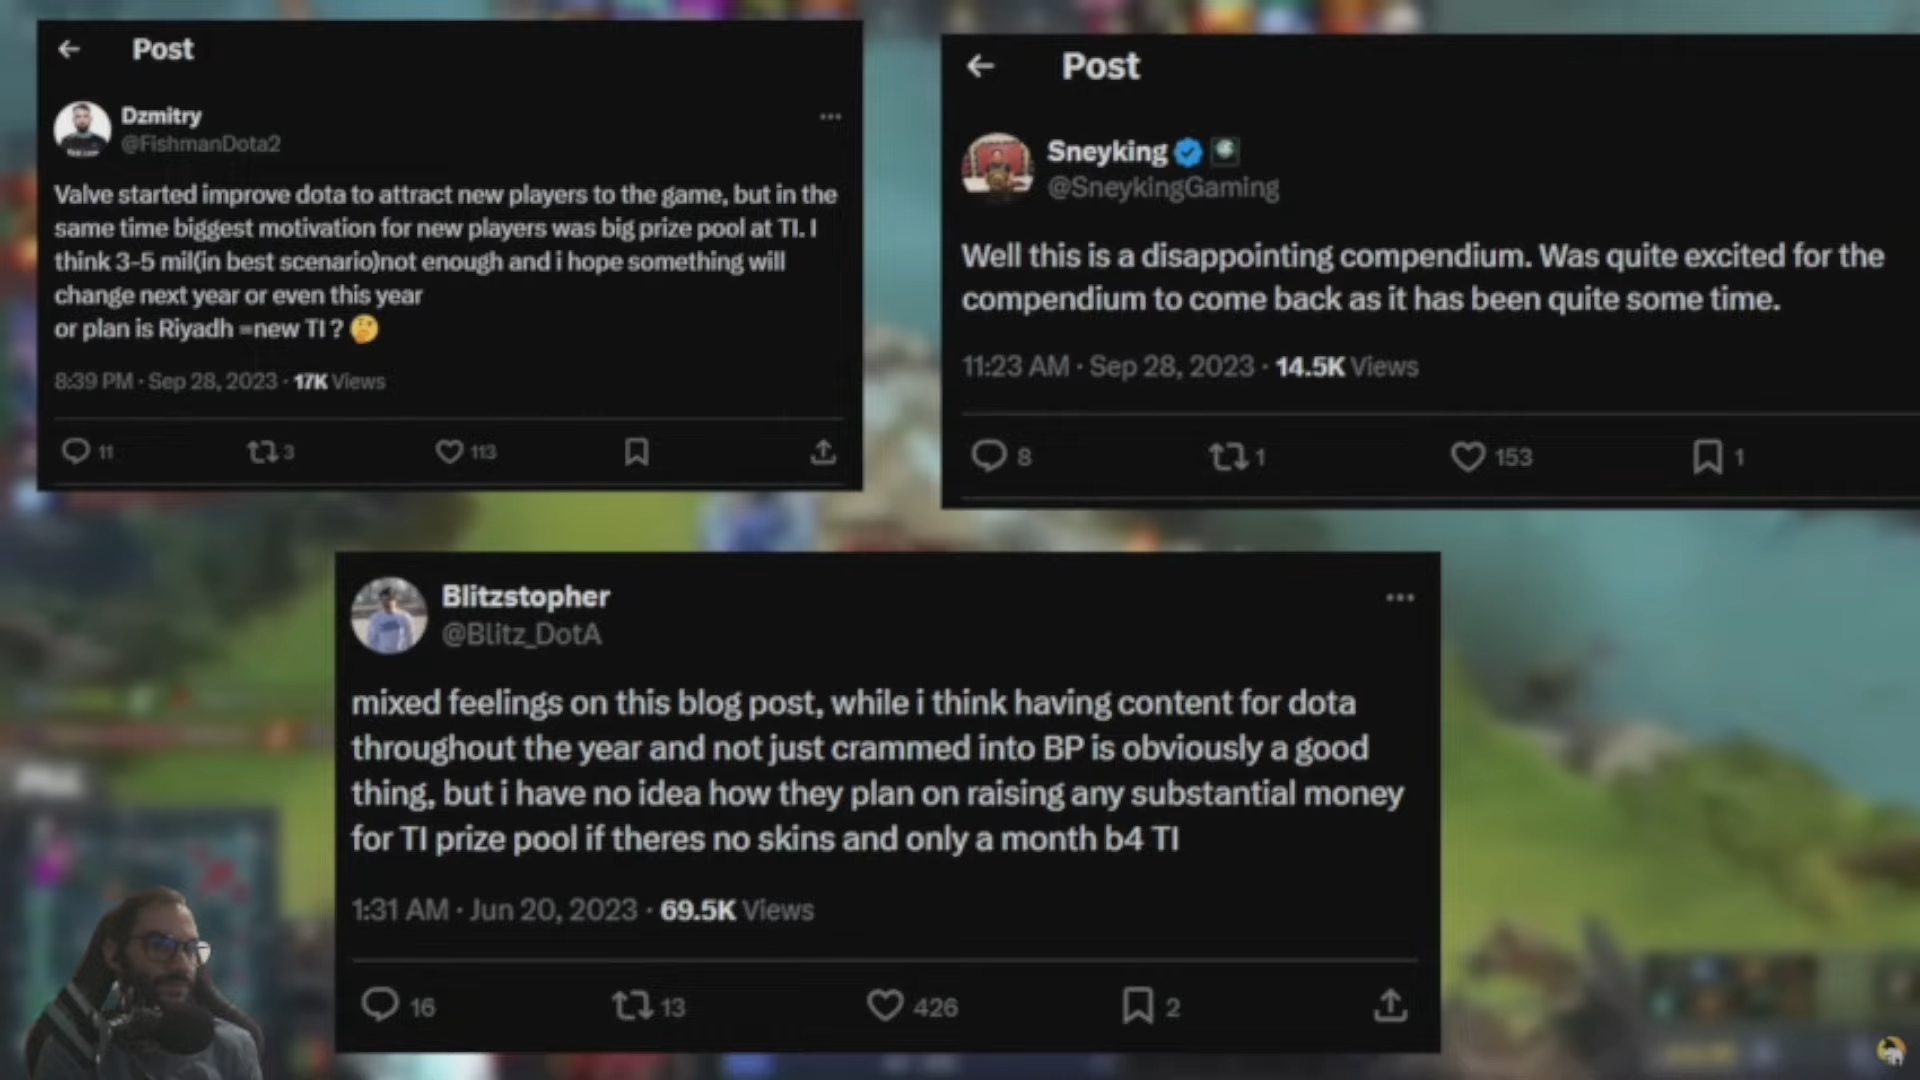 Post
Dzmitry
@FishmanDota2
Valve started improve dota to attract new players to the game, but in the
same time biggest motivation for new players was big prize pool at TI. I
think 3-5 mil(in best scenario)not enough and i hope something will
change next year or even this year
or plan is Riyadh =new TI ? 🤔
8:39 PM · Sep 28, 2023 · 17K Views
11 3 113
Post
Sneyking
@SneykingGaming
Well this is a disappointing compendium. Was quite excited for the
compendium to come back as it has been quite some time.
11:23 AM · Sep 28, 2023 · 14.5K Views
8 1 153 1
Blitzstopher
@Blitz_DotA
mixed feelings on this blog post, while i think having content for dota
throughout the year and not just crammed into BP is obviously a good
thing, but i have no idea how they plan on raising any substantial money
for TI prize pool if theres no skins and only a month b4 TI
1:31 AM · Jun 20, 2023 · 69.5K Views
16 13 426 2